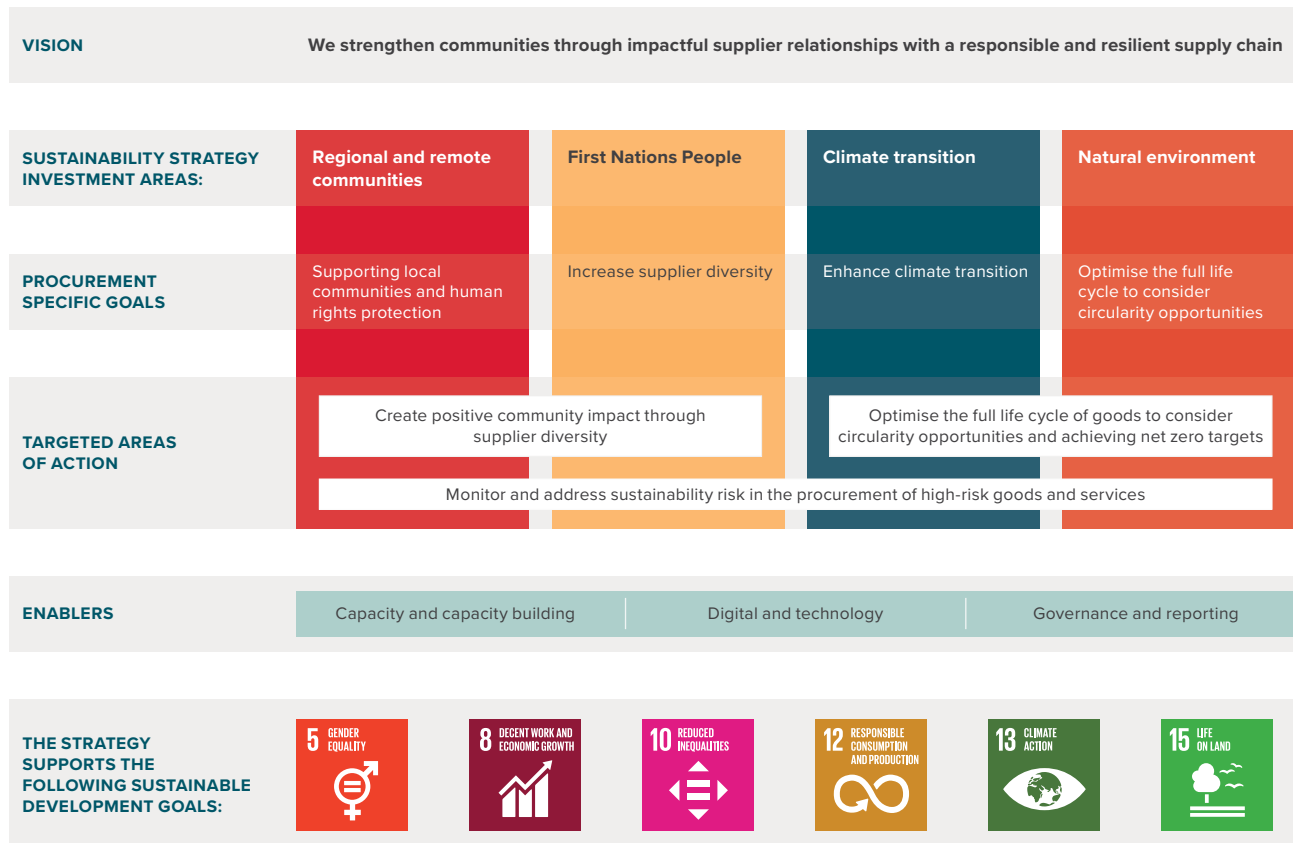 VISION
We strengthen communities through impactful supplier relationships with a responsible and resilient supply chain
SUSTAINABILITY STRATEGY
INVESTMENT AREAS:
Regional and remote
communities
First Nations People
Climate transition
Natural environment
PROCUREMENT
SPECIFIC GOALS
Supporting local
communities and human
rights protection
Increase supplier diversity
Enhance climate transition
Optimise the full life
cycle to consider
circularity opportunities
TARGETED AREAS
OF ACTION
Create positive community impact through
supplier diversity
Optimise the full life cycle of goods to consider
circularity opportunities and achieving net zero targets
Monitor and address sustainability risk in the procurement of high-risk goods and services
ENABLERS
Capacity and capacity building
Digital and technology
Governance and reporting
THE STRATEGY
SUPPORTS THE
FOLLOWING SUSTAINABLE
DEVELOPMENT GOALS:
5 GENDER
EQUALITY
8 DECENT WORK AND
ECONOMIC GROWTH
10 REDUCED
INEQUALITIES
12 RESPONSIBLE
CONSUMPTION
AND PRODUCTION
13 CLIMATE
ACTION
15 LIFE
ON LAND